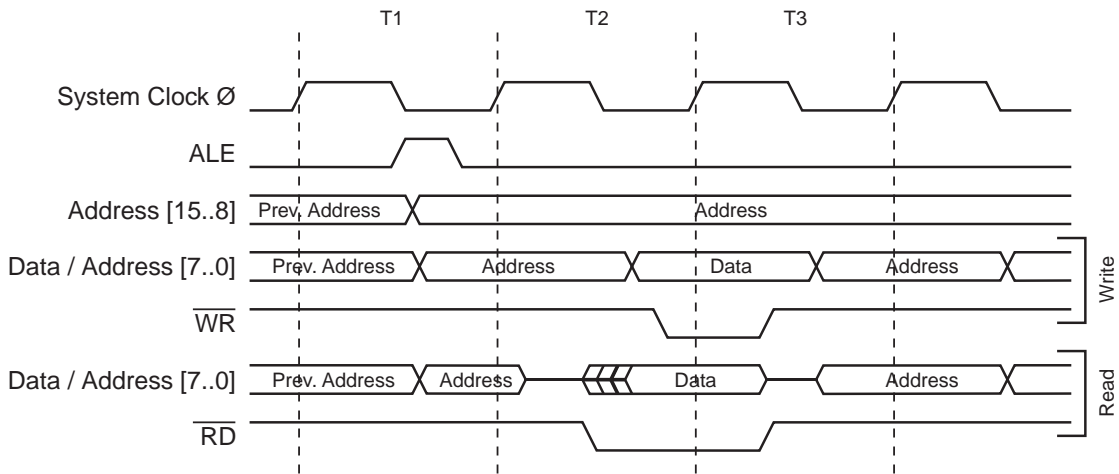 T1 T2 T3
System Clock Ø
ALE
Address [15..8] Prev. Address Address
Data / Address [7..0] Prev. Address Address Data Address
WR
Write
Data / Address [7..0] Prev. Address Address Data Address
RD
Read